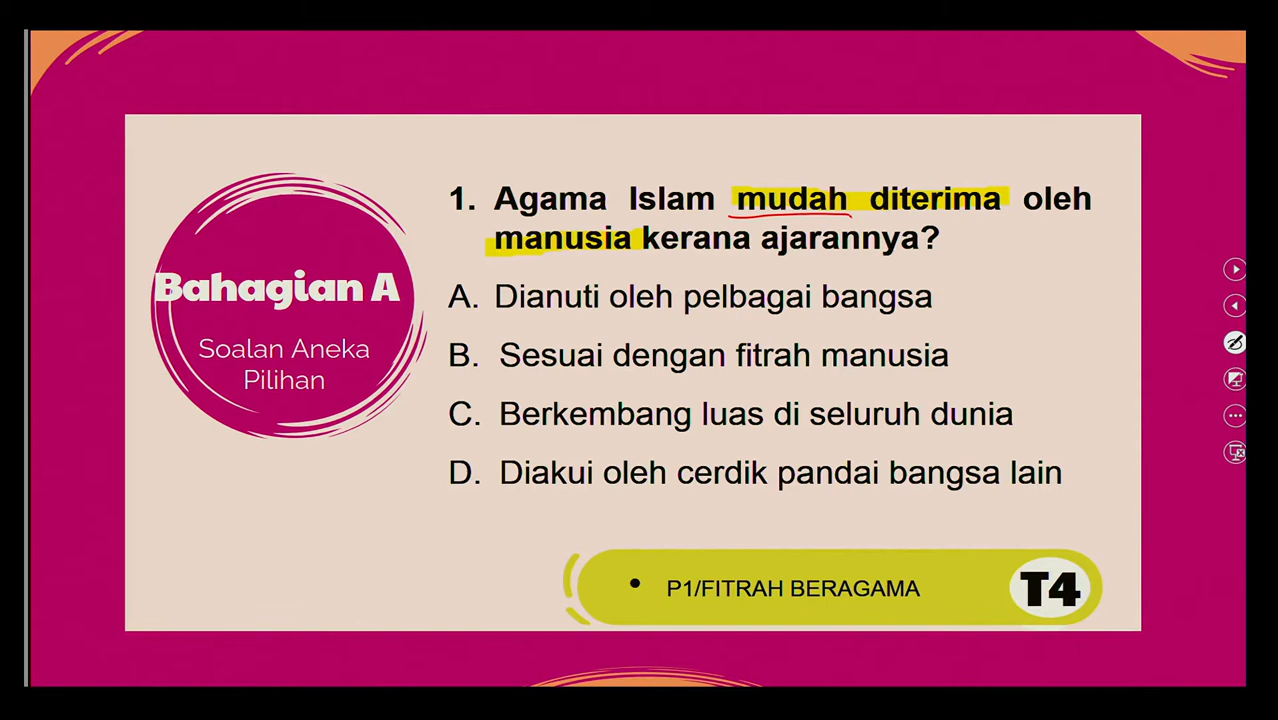 Bahagian A
Soalan Aneka
Pilihan
1. Agama Islam mudah diterima oleh
manusia kerana ajarannya?
A. Dianuti oleh pelbagai bangsa
B. Sesuai dengan fitrah manusia
C. Berkembang luas di seluruh dunia
D. Diakui oleh cerdik pandai bangsa lain
• P1/FITRAH BERAGAMA
T4